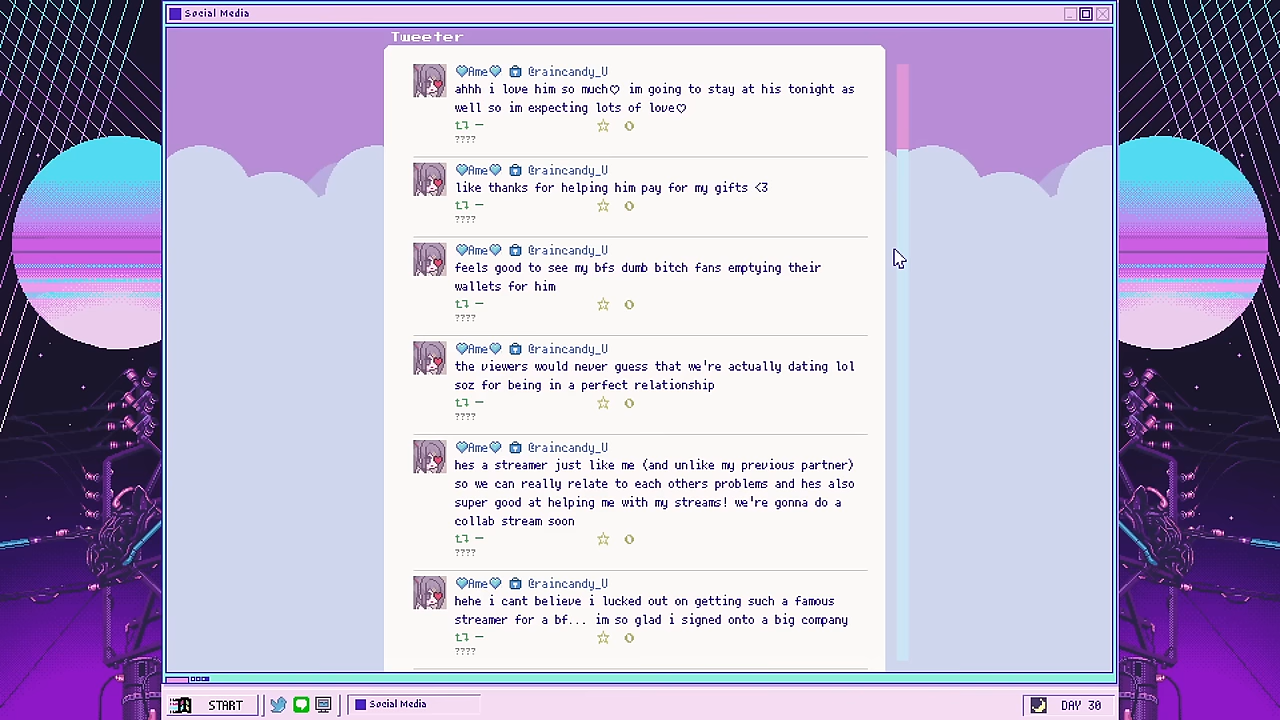 Social Media
Tweeter
Ame @raincandy_U
ahhh i love him so much♡ im going to stay at his tonight as
well so im expecting lots of love♡
—
0
????
Ame @raincandy_U
like thanks for helping him pay for my gifts <3
—
0
????
Ame @raincandy_U
feels good to see my bfs dumb bitch fans emptying their
wallets for him
—
0
????
Ame @raincandy_U
the viewers would never guess that we're actually dating lol
soz for being in a perfect relationship
—
0
????
Ame @raincandy_U
hes a streamer just like me (and unlike my previous partner)
so we can really relate to each others problems and hes also
super good at helping me with my streams! we're gonna do a
collab stream soon
—
0
????
Ame @raincandy_U
hehe i cant believe i lucked out on getting such a famous
streamer for a bf... im so glad i signed onto a big company
—
0
????
START
Social Media
DAY 30